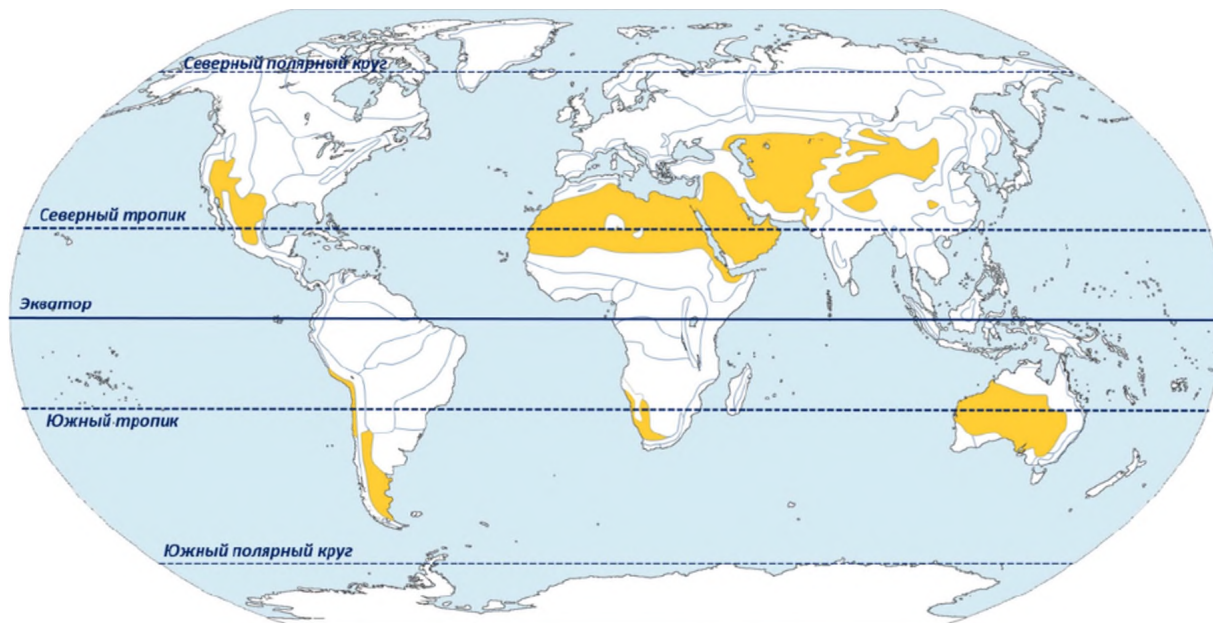 Северный полярный круг
Северный тропик
Экватор
Южный тропик
Южный полярный круг